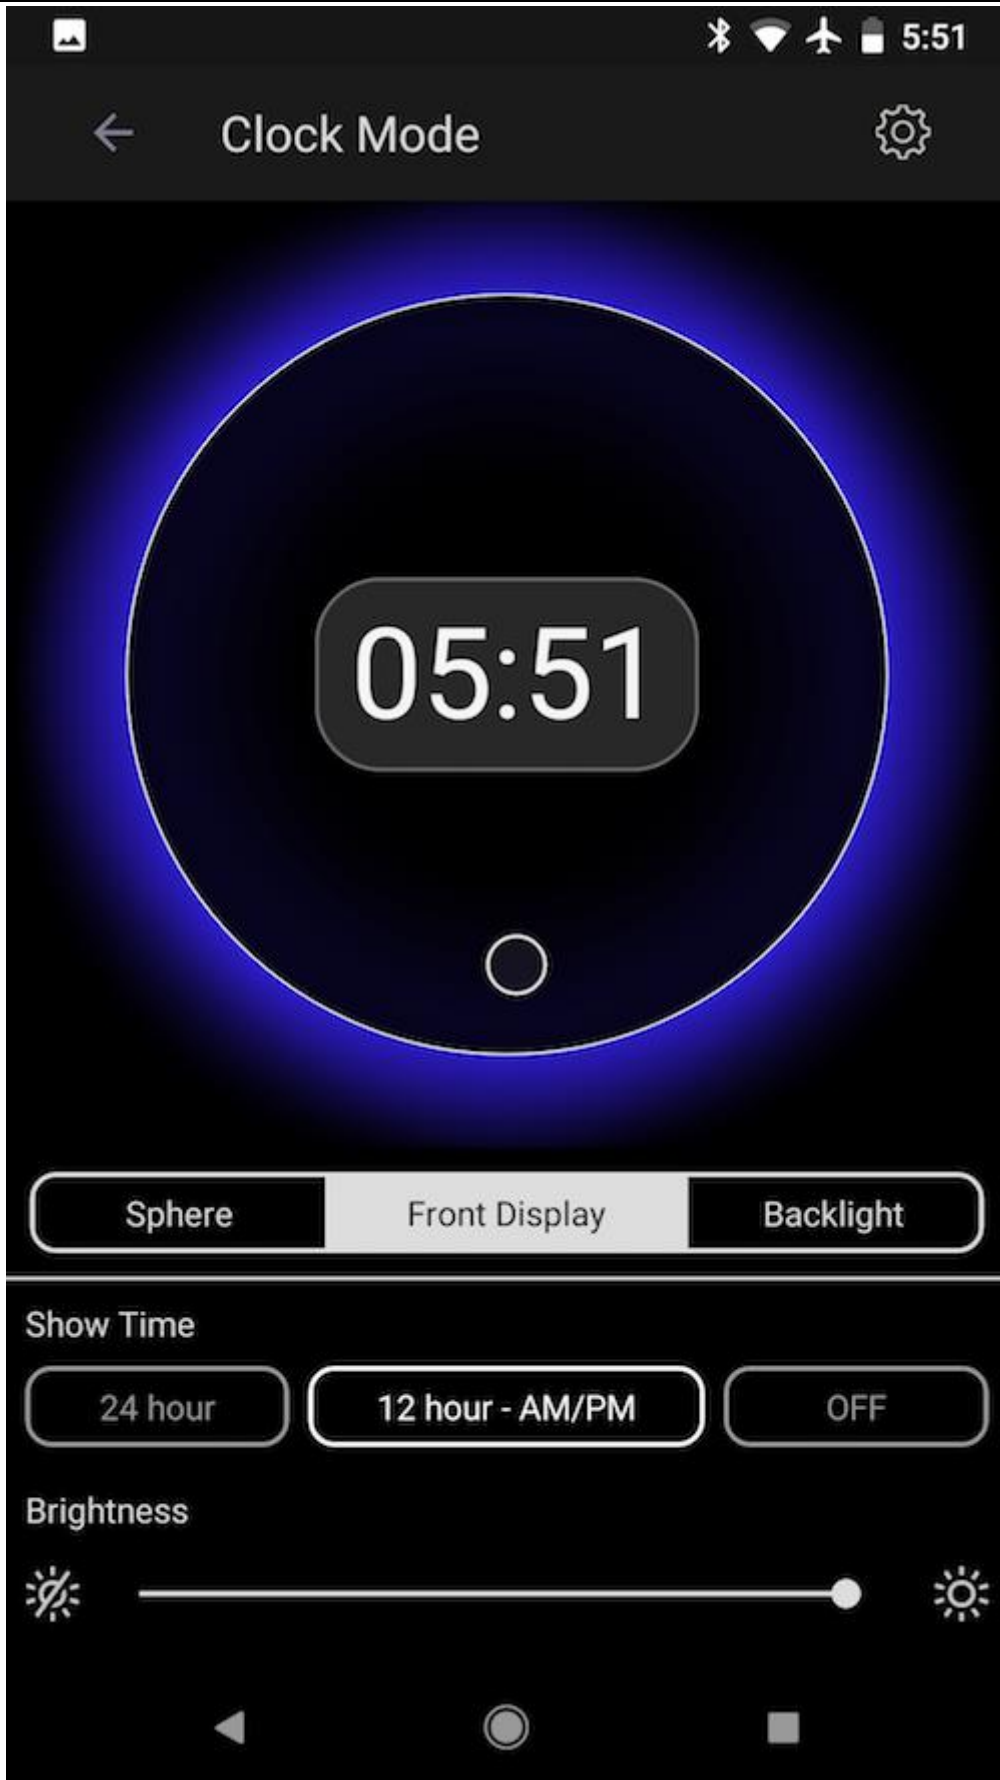 5:51
Clock Mode
05:51
Sphere Front Display Backlight
Show Time
24 hour 12 hour - AM/PM OFF
Brightness